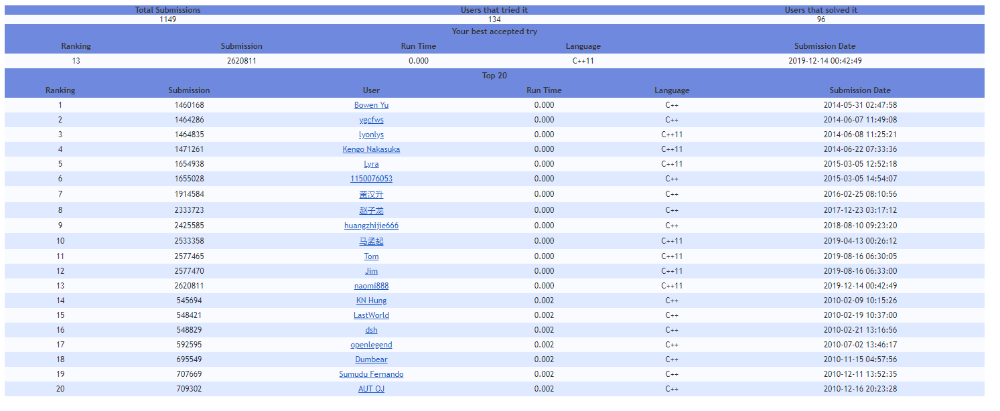 Total Submissions Users that tried it Users that solved it
1149 134 96
Your best accepted try
Ranking Submission Run Time Language Submission Date
13 2620811 0.000 C++11 2019-12-14 00:42:49
Top 20
Ranking Submission User Run Time Language Submission Date
1 1460168 Bowen Yu 0.000 C++ 2014-05-31 02:47:58
2 1464286 ygcfws 0.000 C++ 2014-06-07 11:49:08
3 1464835 lyonlys 0.000 C++11 2014-06-08 11:25:21
4 1471261 Kengo Nakasuka 0.000 C++11 2014-06-22 07:33:36
5 1654938 Lyra 0.000 C++11 2015-03-05 12:52:18
6 1655028 1150076053 0.000 C++ 2015-03-05 14:54:07
7 1914584 黄汉升 0.000 C++ 2016-02-25 08:10:56
8 2333723 赵子龙 0.000 C++ 2017-12-23 03:17:12
9 2425585 huangzhijie666 0.000 C++ 2018-08-10 09:23:20
10 2533358 马孟起 0.000 C++11 2019-04-13 00:26:12
11 2577465 Tom 0.000 C++11 2019-08-16 06:30:05
12 2577470 Jim 0.000 C++11 2019-08-16 06:33:00
13 2620811 naomi888 0.000 C++11 2019-12-14 00:42:49
14 545694 KN Hung 0.002 C++ 2010-02-09 10:15:26
15 548421 LastWorld 0.002 C++ 2010-02-19 10:37:00
16 548829 dsh 0.002 C++ 2010-02-21 13:16:56
17 592595 openlegend 0.002 C++ 2010-07-02 13:46:17
18 695549 Dumbear 0.002 C++ 2010-11-15 04:57:56
19 707669 Sumudu Fernando 0.002 C++ 2010-12-11 13:52:35
20 709302 AUT OJ 0.002 C++ 2010-12-16 20:23:28